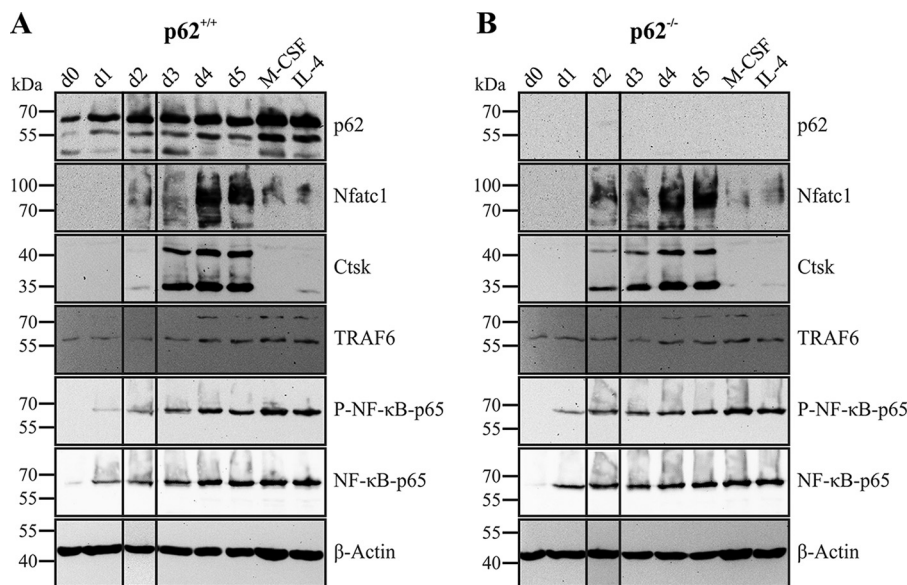 A
p62+/+
kDa d0 d1 d2 d3 d4 d5 M-CSF IL-4
70
55
p62
100
70
Nfatc1
40
35
Ctsk
70
55
TRAF6
70
55
P-NF-κB-p65
70
55
NF-κB-p65
55
40
β-Actin
B
p62-/-
kDa d0 d1 d2 d3 d4 d5 M-CSF IL-4
70
55
p62
100
70
Nfatc1
40
35
Ctsk
70
55
TRAF6
70
55
P-NF-κB-p65
70
55
NF-κB-p65
55
40
β-Actin